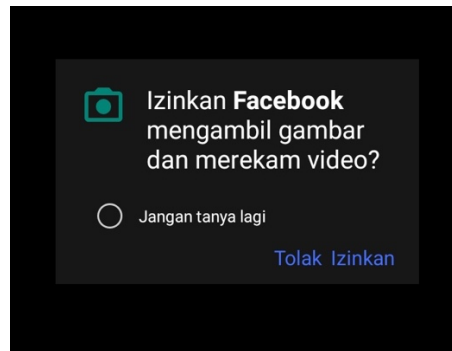 Izinkan Facebook
mengambil gambar
dan merekam video?
Jangan tanya lagi
Tolak Izinkan